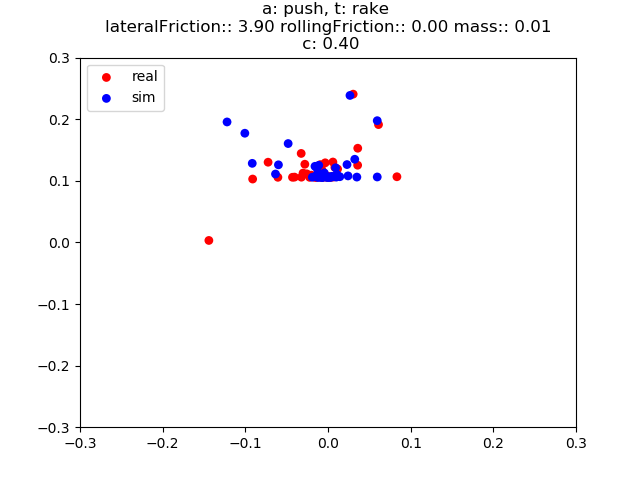 a: push, t: rake
lateralFriction:: 3.90 rollingFriction:: 0.00 mass:: 0.01
c: 0.40
real
sim
0.3
0.2
0.1
0.0
−0.1
−0.2
−0.3
−0.3
−0.2
−0.1
0.0
0.1
0.2
0.3